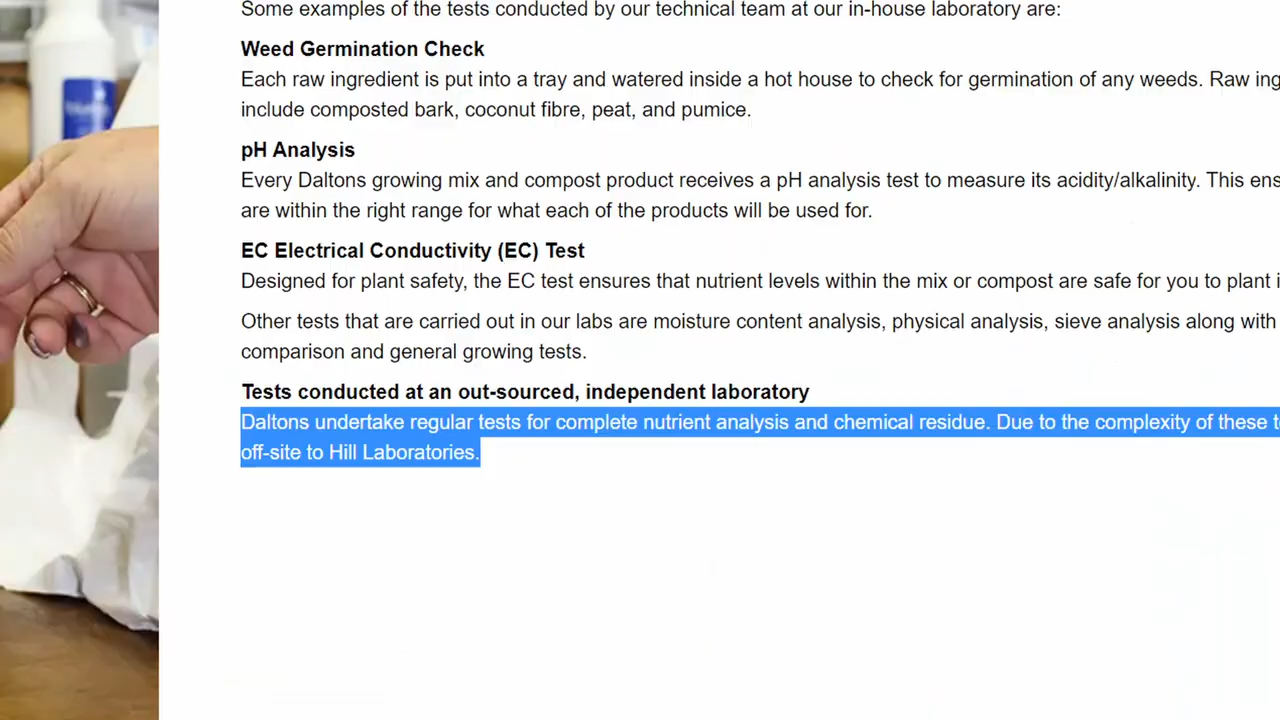 Some examples of the tests conducted by our technical team at our in-house laboratory are:
Weed Germination Check
Each raw ingredient is put into a tray and watered inside a hot house to check for germination of any weeds. Raw
include composted bark, coconut fibre, peat, and pumice.
pH Analysis
Every Daltons growing mix and compost product receives a pH analysis test to measure its acidity/alkalinity. This
are within the right range for what each of the products will be used for.
EC Electrical Conductivity (EC) Test
Designed for plant safety, the EC test ensures that nutrient levels within the mix or compost are safe for you to plant
Other tests that are carried out in our labs are moisture content analysis, physical analysis, sieve analysis along with
comparison and general growing tests.
Tests conducted at an out-sourced, independent laboratory
Daltons undertake regular tests for complete nutrient analysis and chemical residue. Due to the complexity of these
off-site to Hill Laboratories.